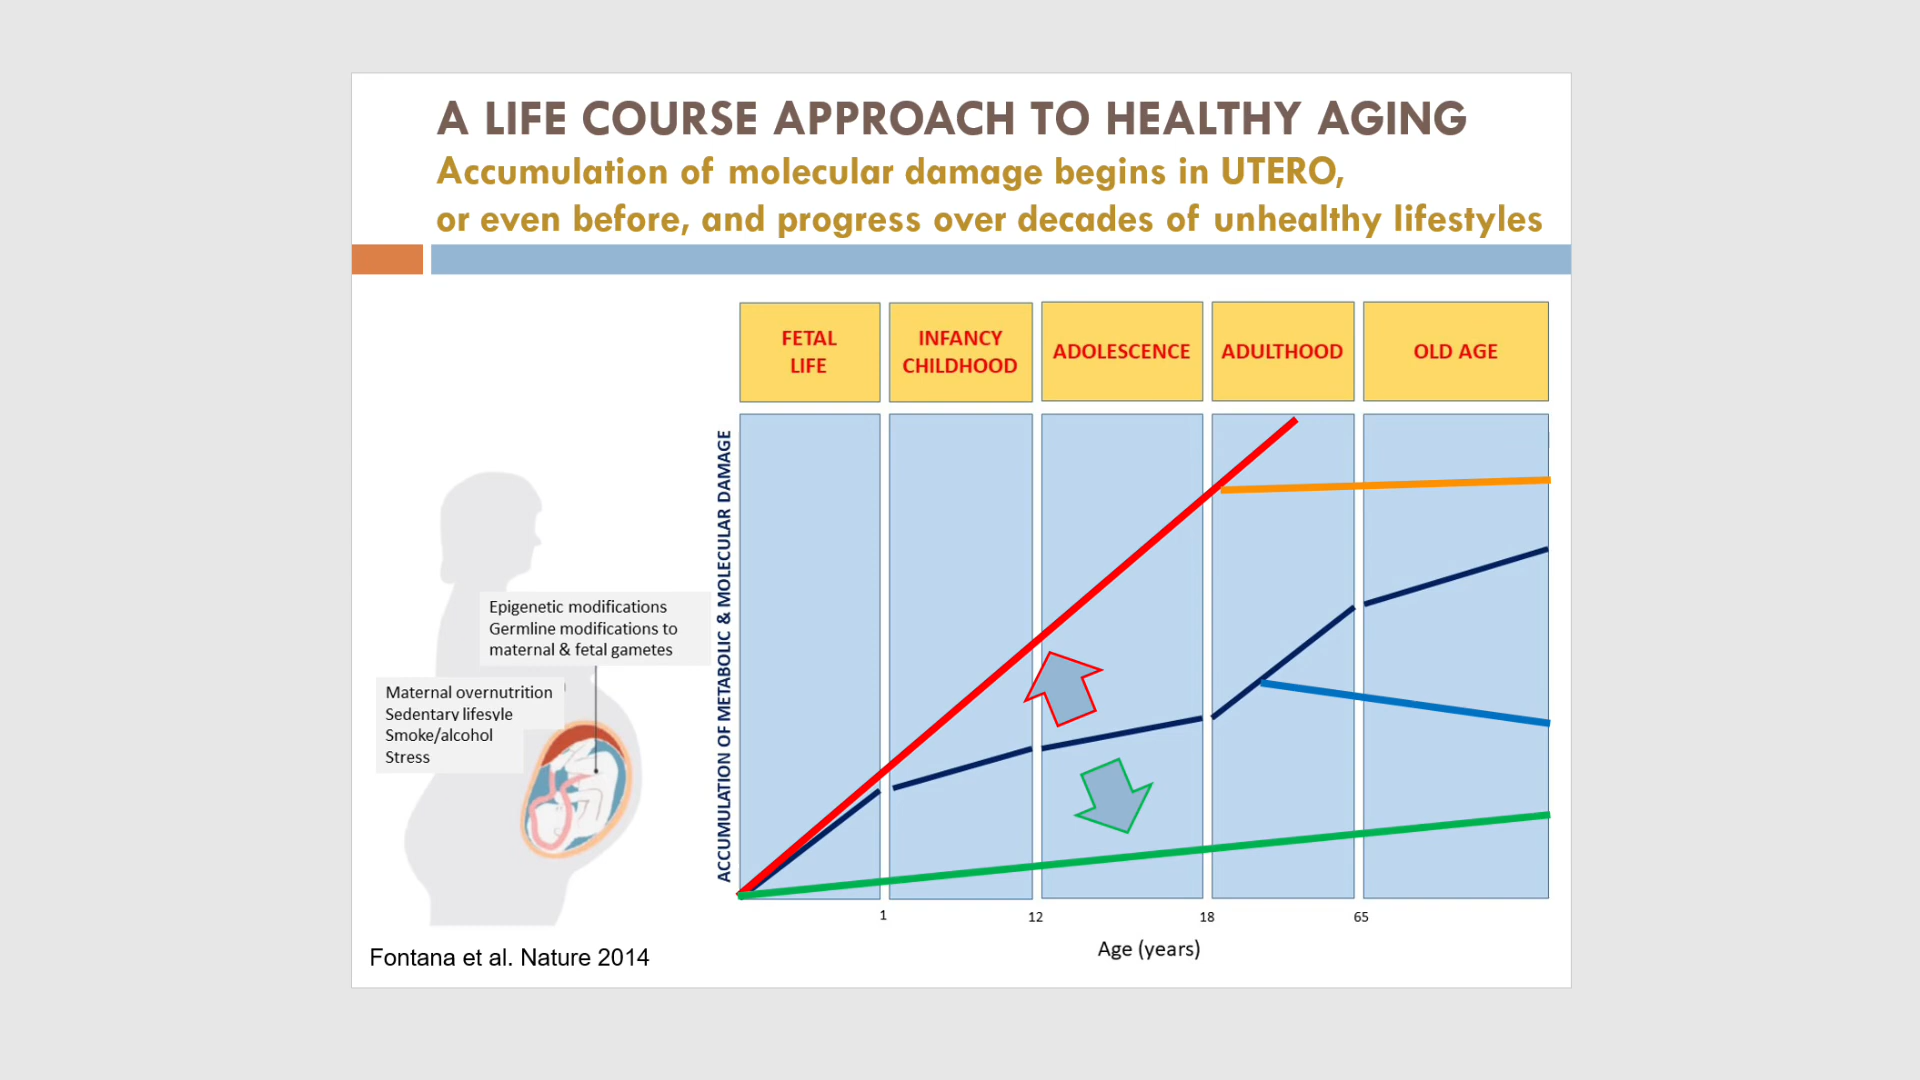 A LIFE COURSE APPROACH TO HEALTHY AGING
Accumulation of molecular damage begins in UTERO,
or even before, and progress over decades of unhealthy lifestyles
FETAL
LIFE
INFANCY
CHILDHOOD
ADOLESCENCE
ADULTHOOD
OLD AGE
ACCUMULATION OF METABOLIC & MOLECULAR DAMAGE
Epigenetic modifications
Germline modifications to
maternal & fetal gametes
Maternal overnutrition
Sedentary lifesyle
Smoke/alcohol
Stress
1
12
18
65
Age (years)
Fontana et al. Nature 2014